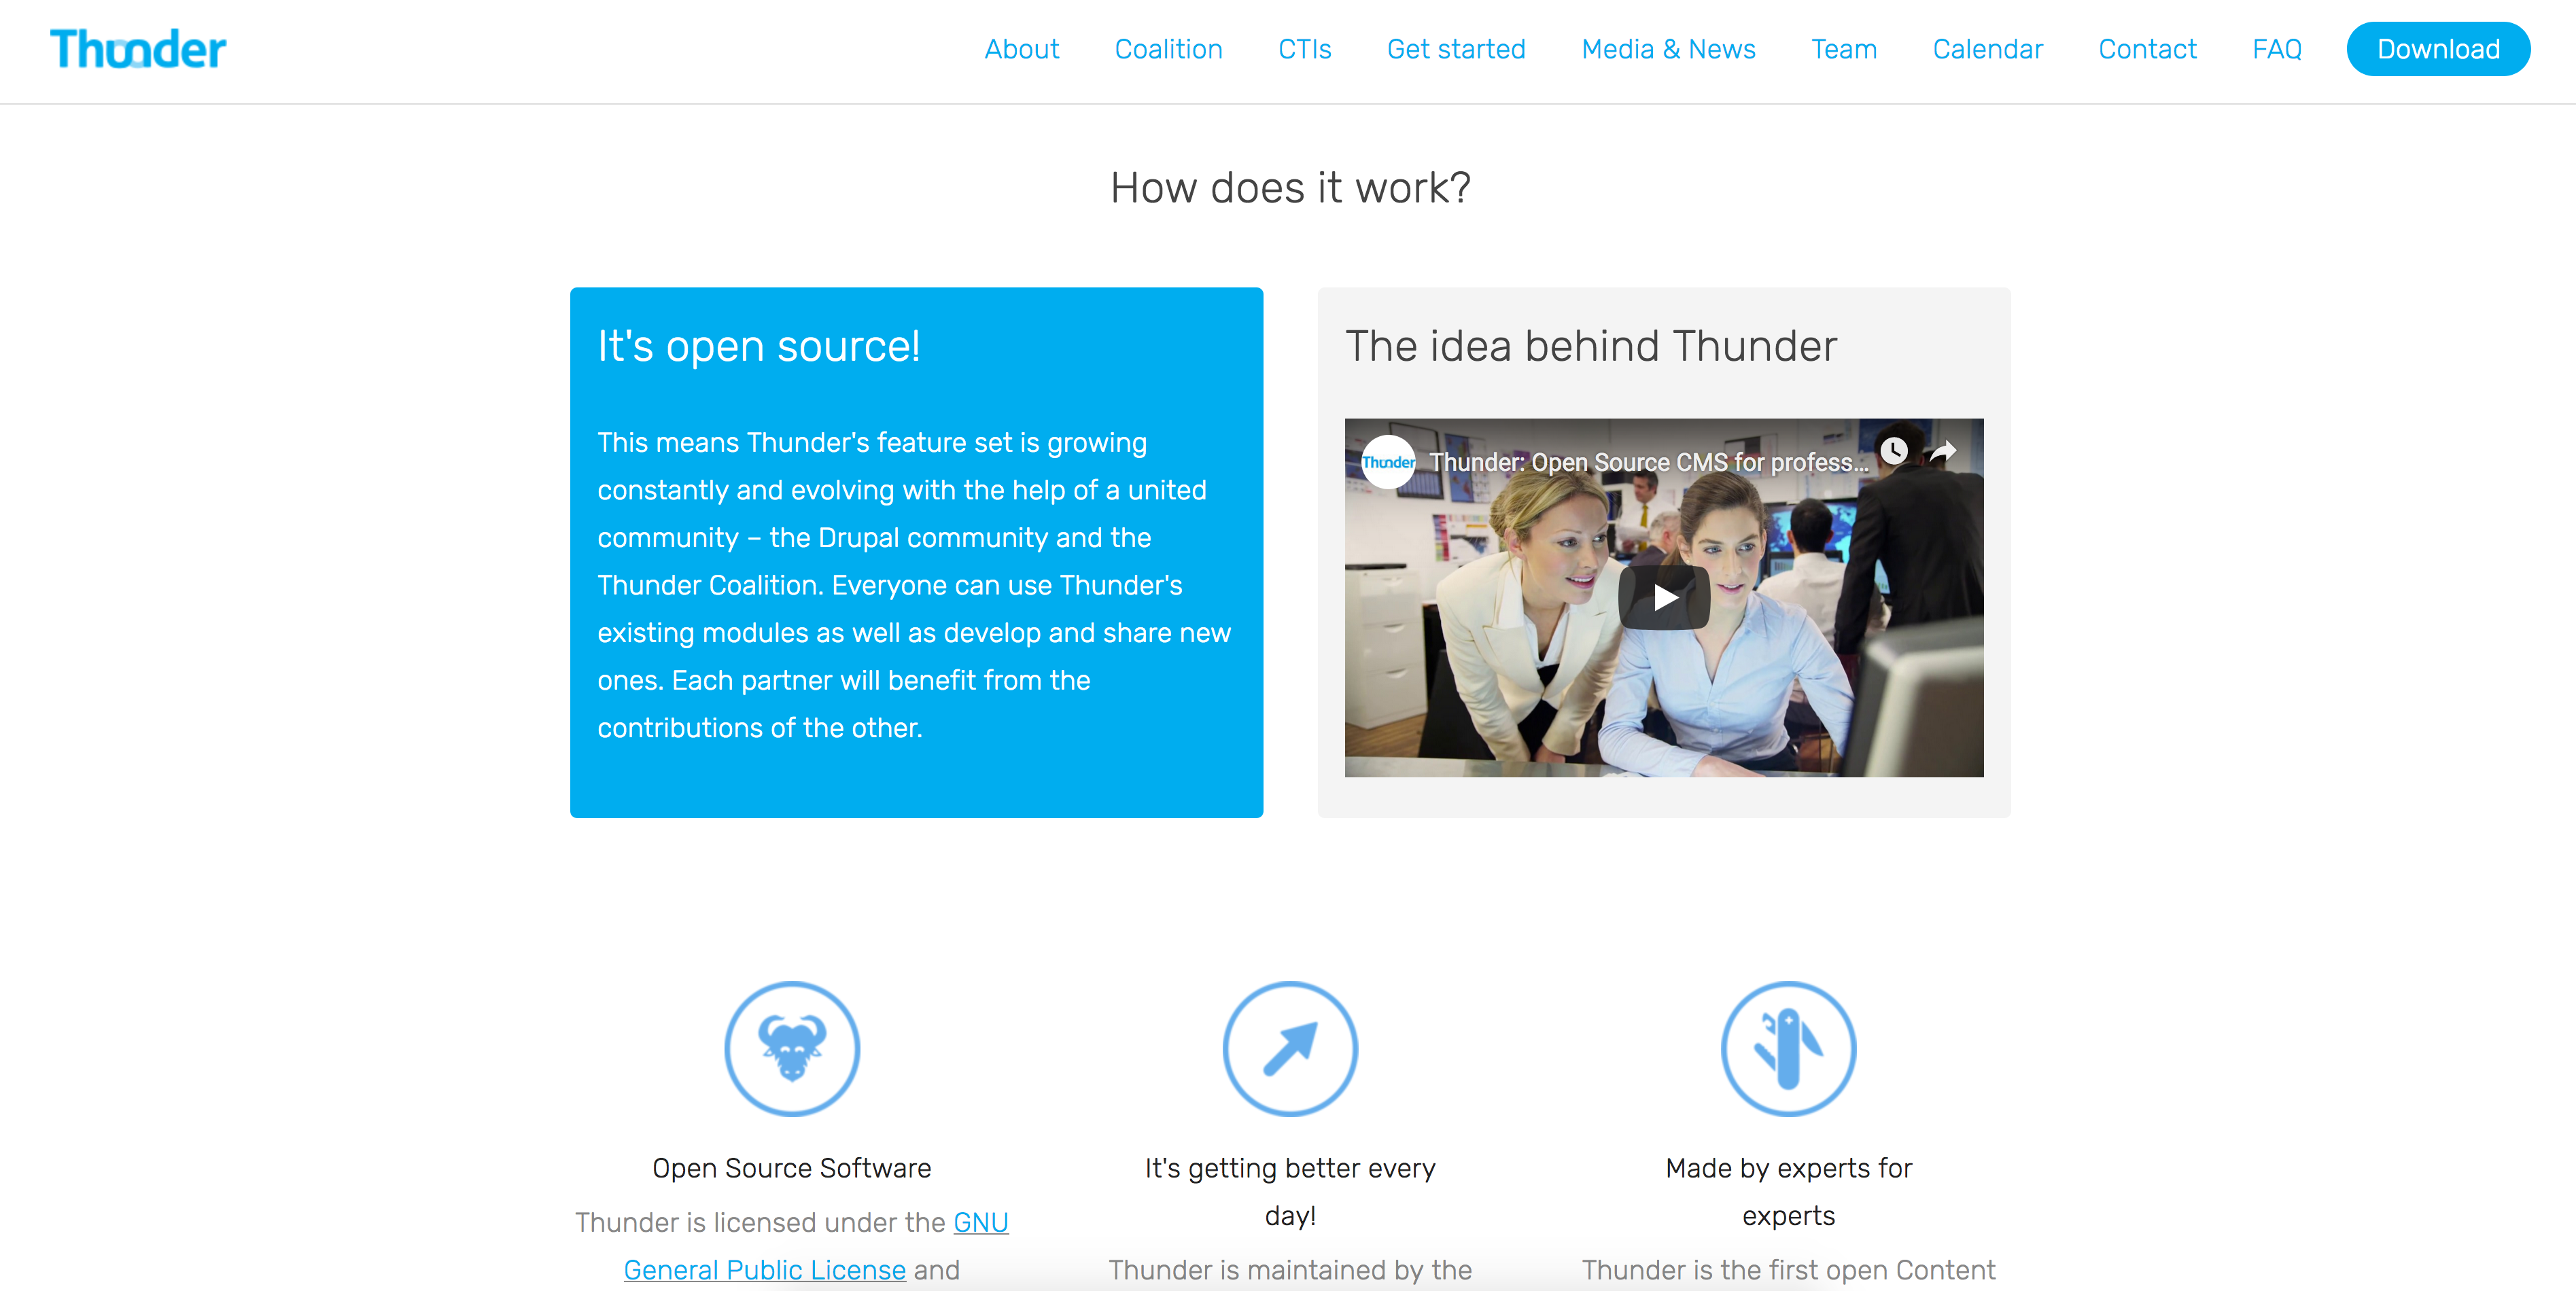 Thunder
About Coalition CTIs Get started Media & News Team Calendar Contact FAQ Download
How does it work?
It's open source!
This means Thunder's feature set is growing
constantly and evolving with the help of a united
community – the Drupal community and the
Thunder Coalition. Everyone can use Thunder's
existing modules as well as develop and share new
ones. Each partner will benefit from the
contributions of the other.
The idea behind Thunder
Thunder
Thunder: Open Source CMS for profess...
Open Source Software
Thunder is licensed under the GNU
General Public License and
It's getting better every
day!
Thunder is maintained by the
Made by experts for
experts
Thunder is the first open Content